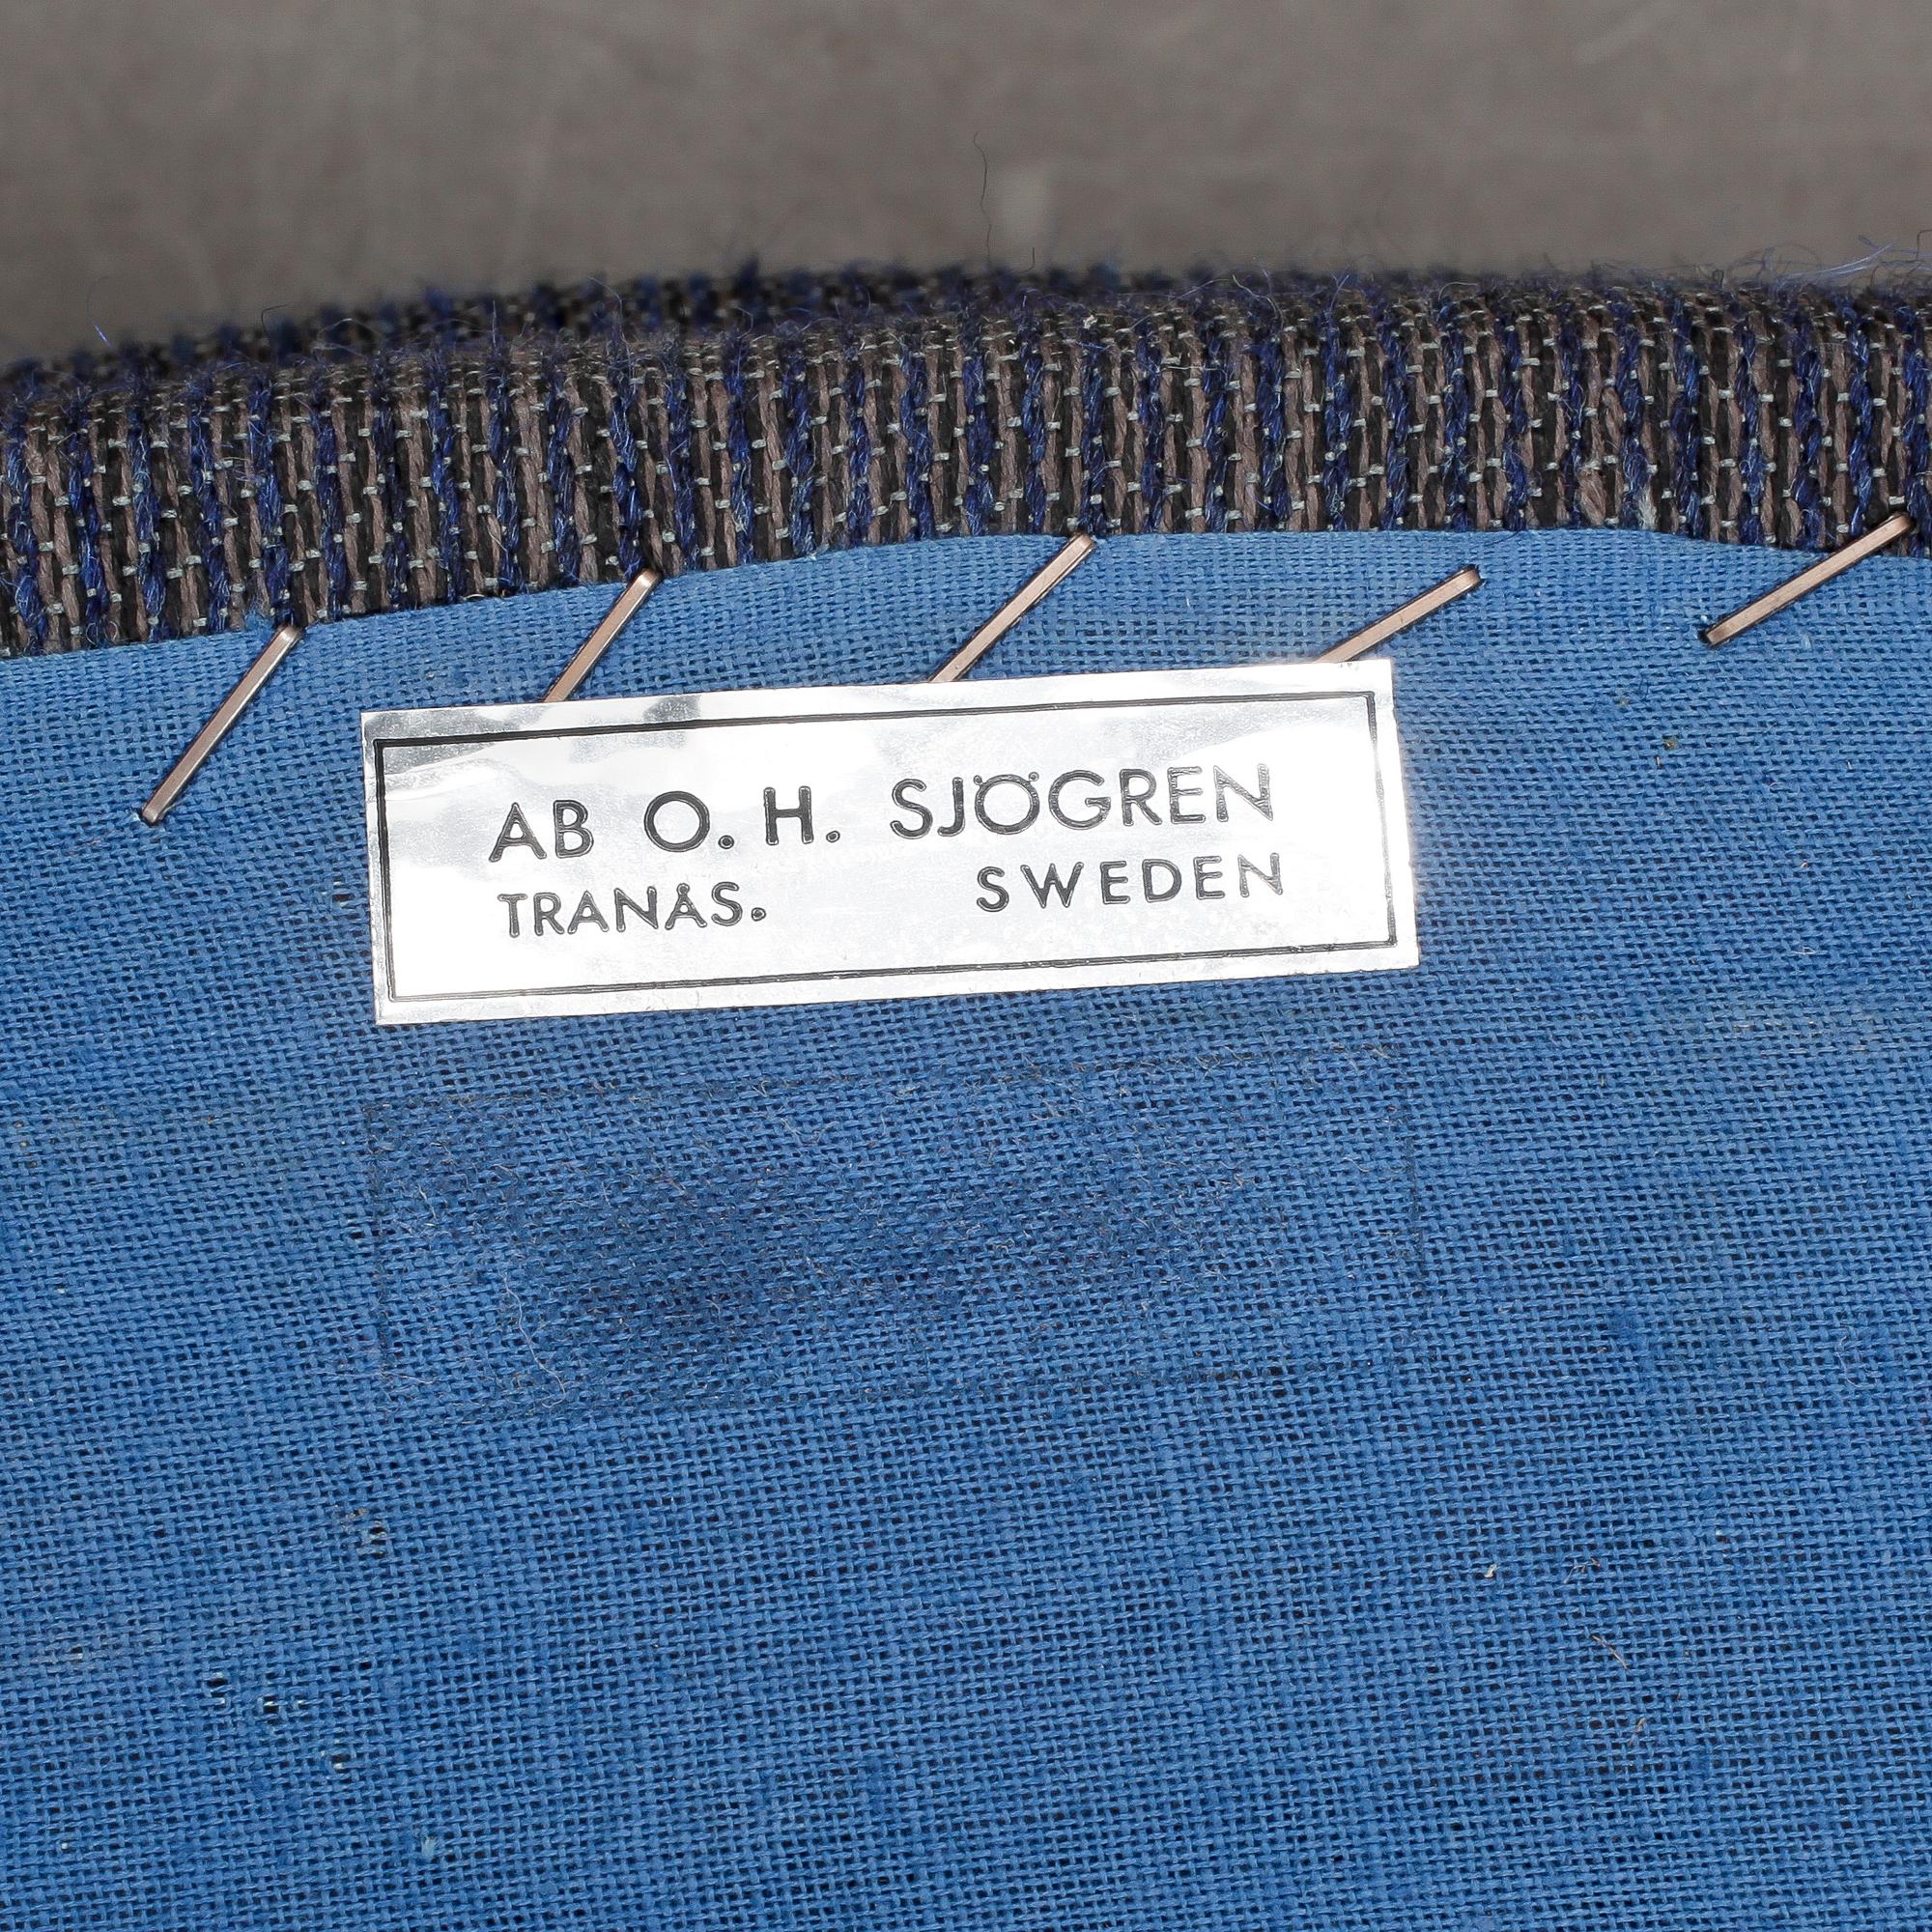 AB O. H. SJÖGREN
TRANÅS. SWEDEN